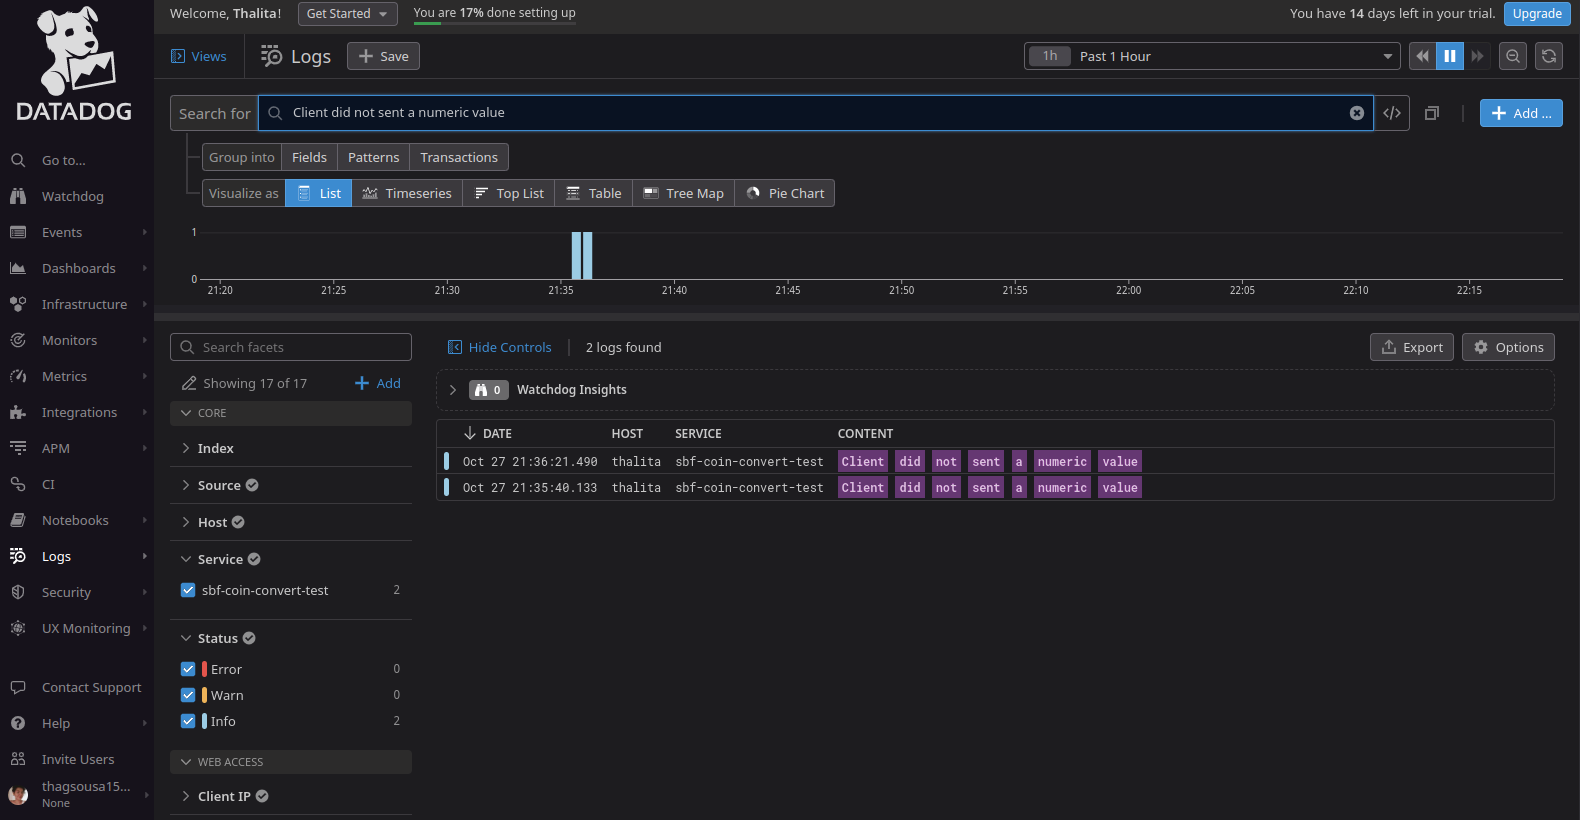 DATADOG
Go to...
Watchdog
Events
Dashboards
Infrastructure
Monitors
Metrics
Integrations
APM
CI
Notebooks
Logs
Security
UX Monitoring
Contact Support
Help
Invite Users
thagsousa15...
None
Welcome, Thalita!
Get Started
You are 17% done setting up
You have 14 days left in your trial.
Upgrade
Views
Logs
Save
1h Past 1 Hour
Search for
Client did not sent a numeric value
</>
Add ...
Group into Fields Patterns Transactions
Visualize as List Timeseries Top List Table Tree Map Pie Chart
1
0
21:20 21:25 21:30 21:35 21:40 21:45 21:50 21:55 22:00 22:05 22:10 22:15
Search facets
Showing 17 of 17
Add
CORE
Index
Source
Host
Service
sbf-coin-convert-test 2
Status
Error 0
Warn 0
Info 2
WEB ACCESS
Client IP
Hide Controls
2 logs found
Export
Options
0 Watchdog Insights
DATE HOST SERVICE CONTENT
Oct 27 21:36:21.490 thalita sbf-coin-convert-test Client did not sent a numeric value
Oct 27 21:35:40.133 thalita sbf-coin-convert-test Client did not sent a numeric value